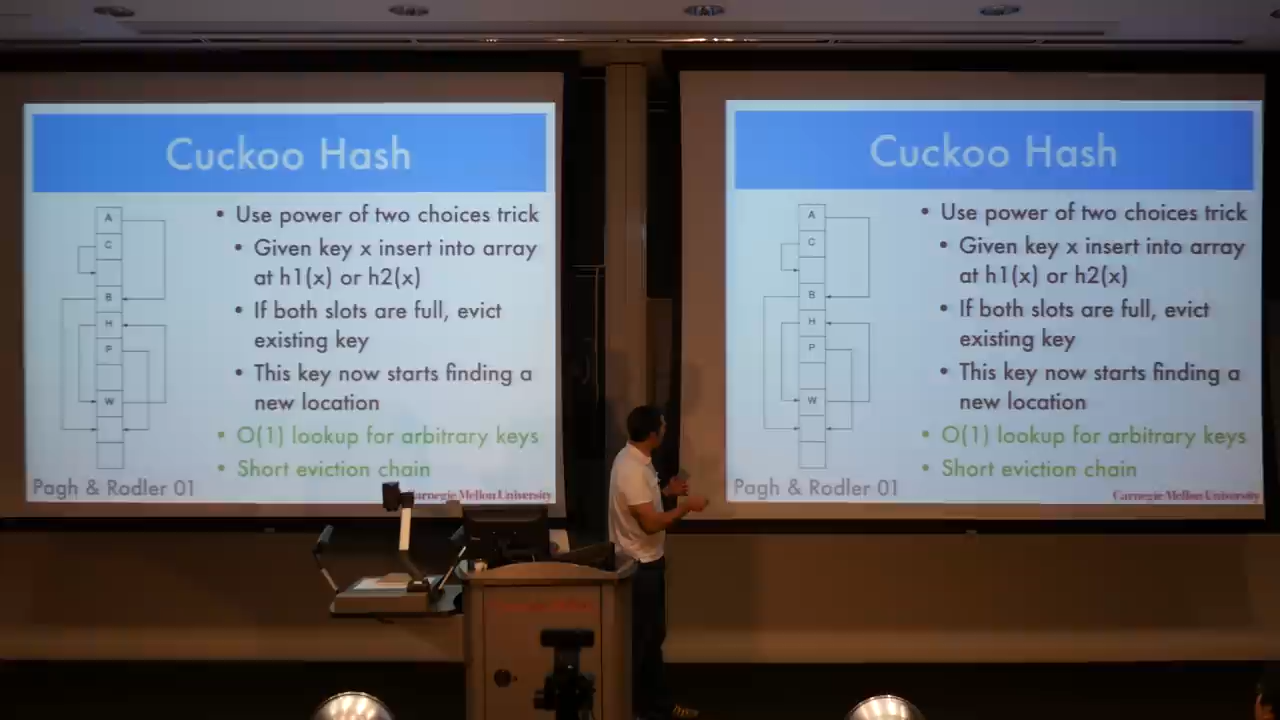 Cuckoo Hash
A
C
B
H
P
W
• Use power of two choices trick
• Given key x insert into array
at h1(x) or h2(x)
• If both slots are full, evict
existing key
• This key now starts finding a
new location
• O(1) lookup for arbitrary keys
• Short eviction chain
Pagh & Rodler 01
Carnegie Mellon University
Cuckoo Hash
A
C
B
H
P
W
• Use power of two choices trick
• Given key x insert into array
at h1(x) or h2(x)
• If both slots are full, evict
existing key
• This key now starts finding a
new location
• O(1) lookup for arbitrary keys
• Short eviction chain
Pagh & Rodler 01
Carnegie Mellon University
Carnegie Mellon